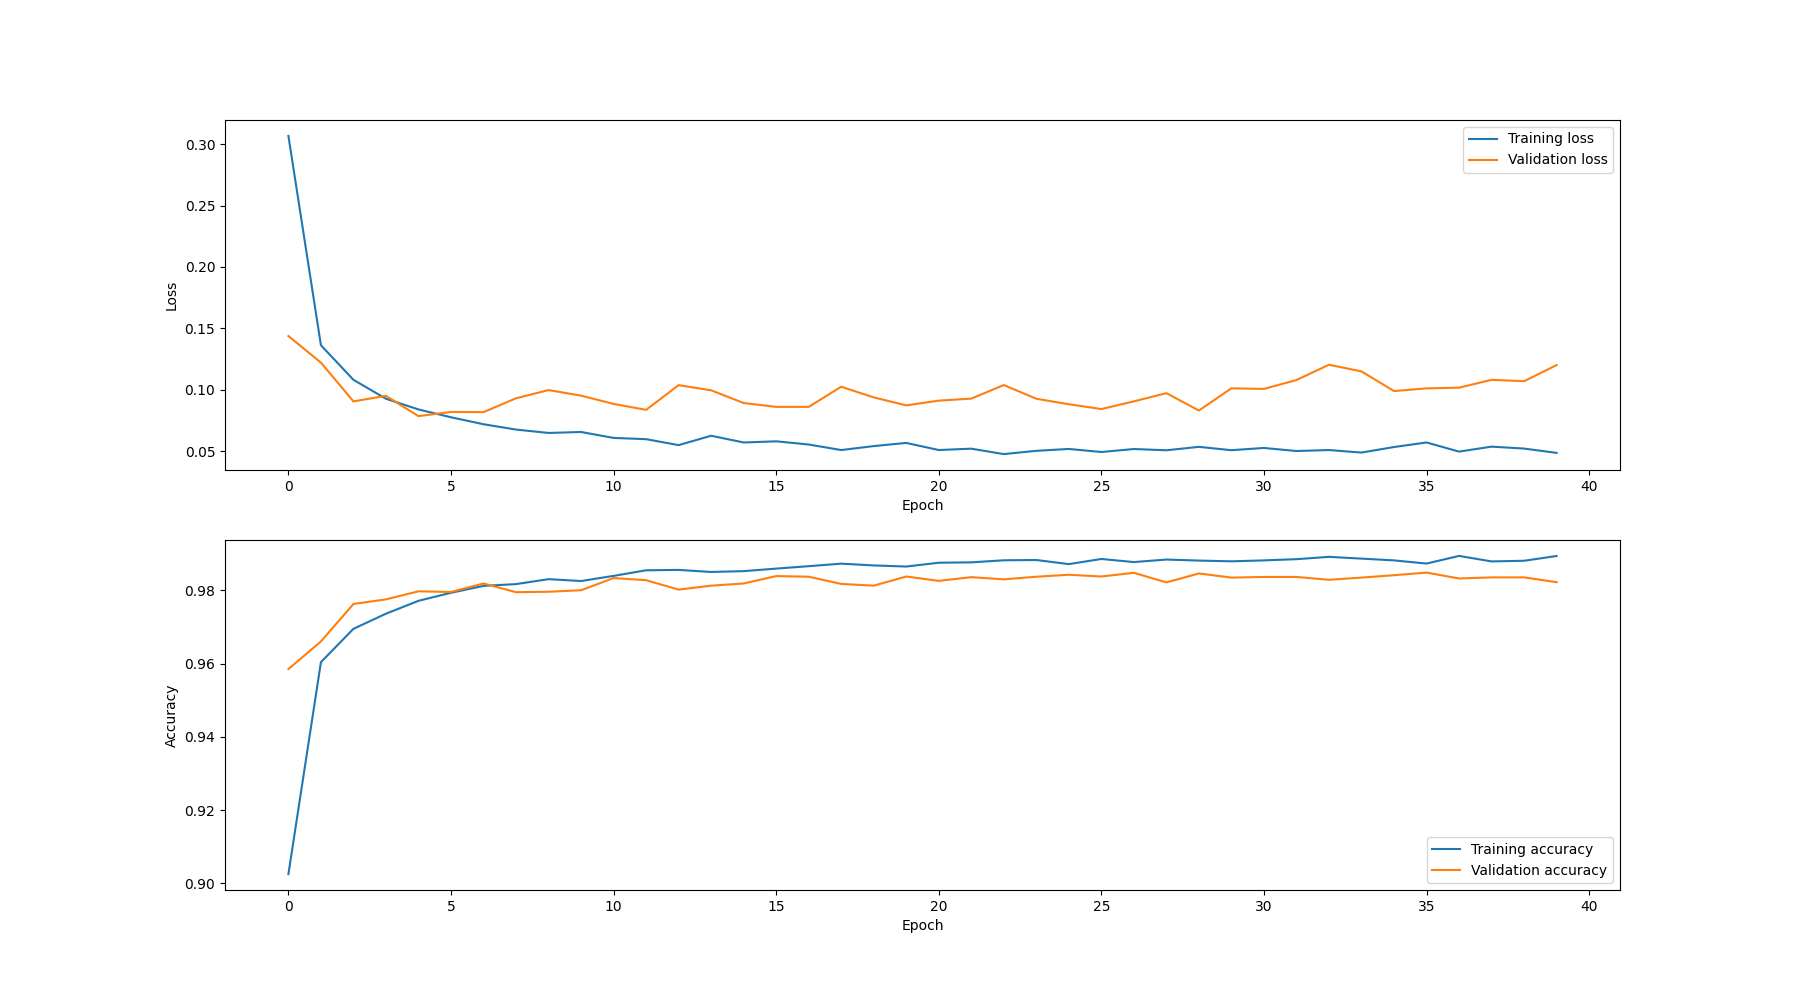 0.30
0.25
0.20
0.15
0.10
0.05
Loss
Training loss
Validation loss
0 5 10 15 20 25 30 35 40
Epoch
0.98
0.96
0.94
0.92
0.90
Accuracy
Training accuracy
Validation accuracy
0 5 10 15 20 25 30 35 40
Epoch